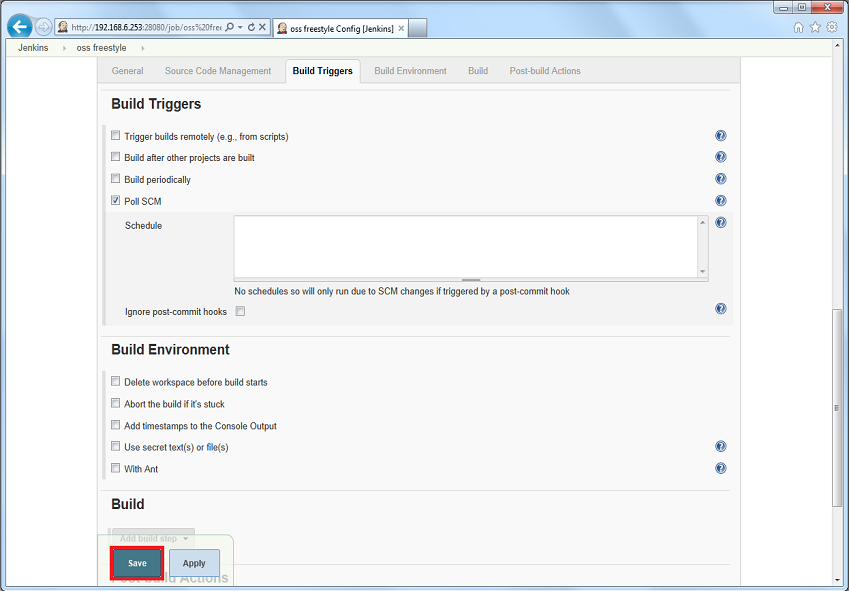 http://192.168.6.253:28080/job/oss%20free
oss freestyle Config [Jenkins]
Jenkins
oss freestyle
General
Source Code Management
Build Triggers
Build Environment
Build
Post-build Actions
Build Triggers
Trigger builds remotely (e.g., from scripts)
Build after other projects are built
Build periodically
Poll SCM
Schedule
No schedules so will only run due to SCM changes if triggered by a post-commit hook
Ignore post-commit hooks
Build Environment
Delete workspace before build starts
Abort the build if it's stuck
Add timestamps to the Console Output
Use secret text(s) or file(s)
With Ant
Build
Add build step
Save
Apply
Post-build Actions